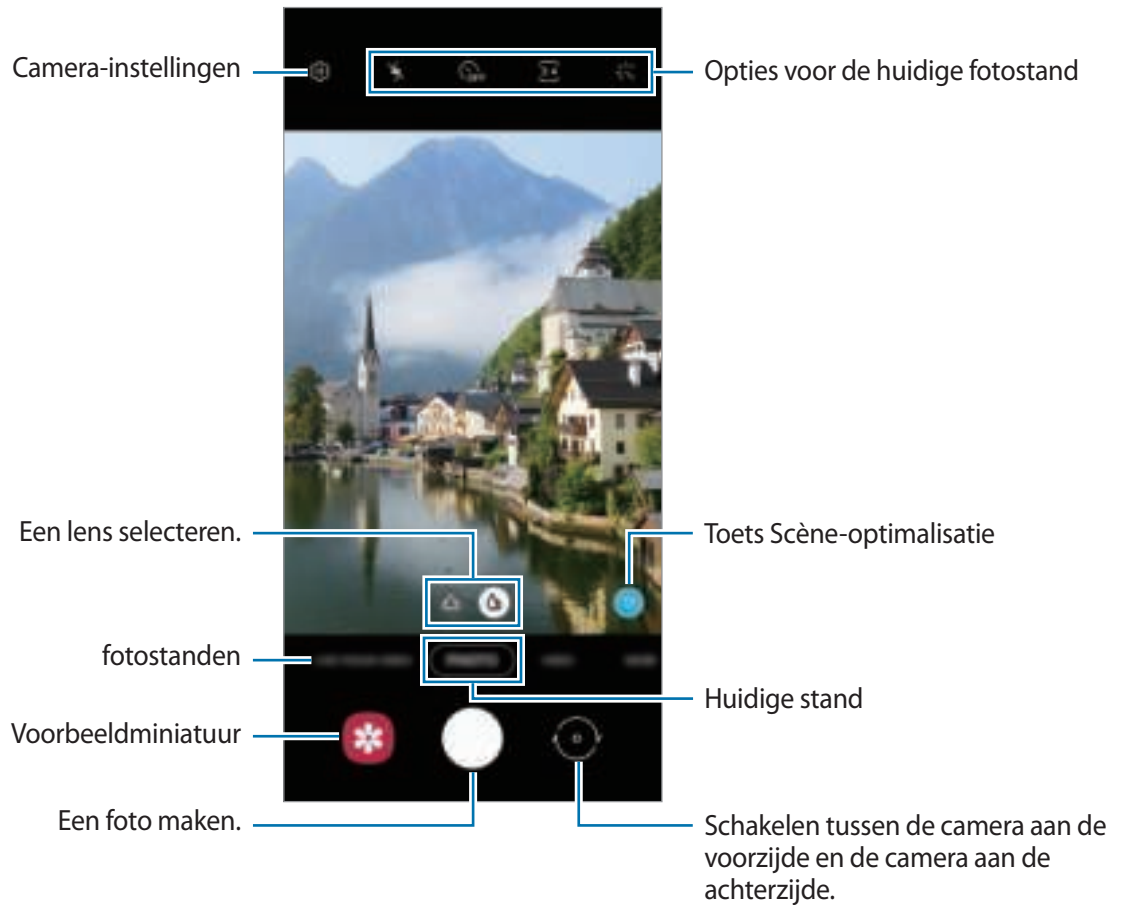 Camera-instellingen
Opties voor de huidige fotostand
Een lens selecteren.
Toets Scène-optimalisatie
fotostanden
Huidige stand
Voorbeeldminiatuur
Een foto maken.
Schakelen tussen de camera aan de
voorzijde en de camera aan de
achterzijde.